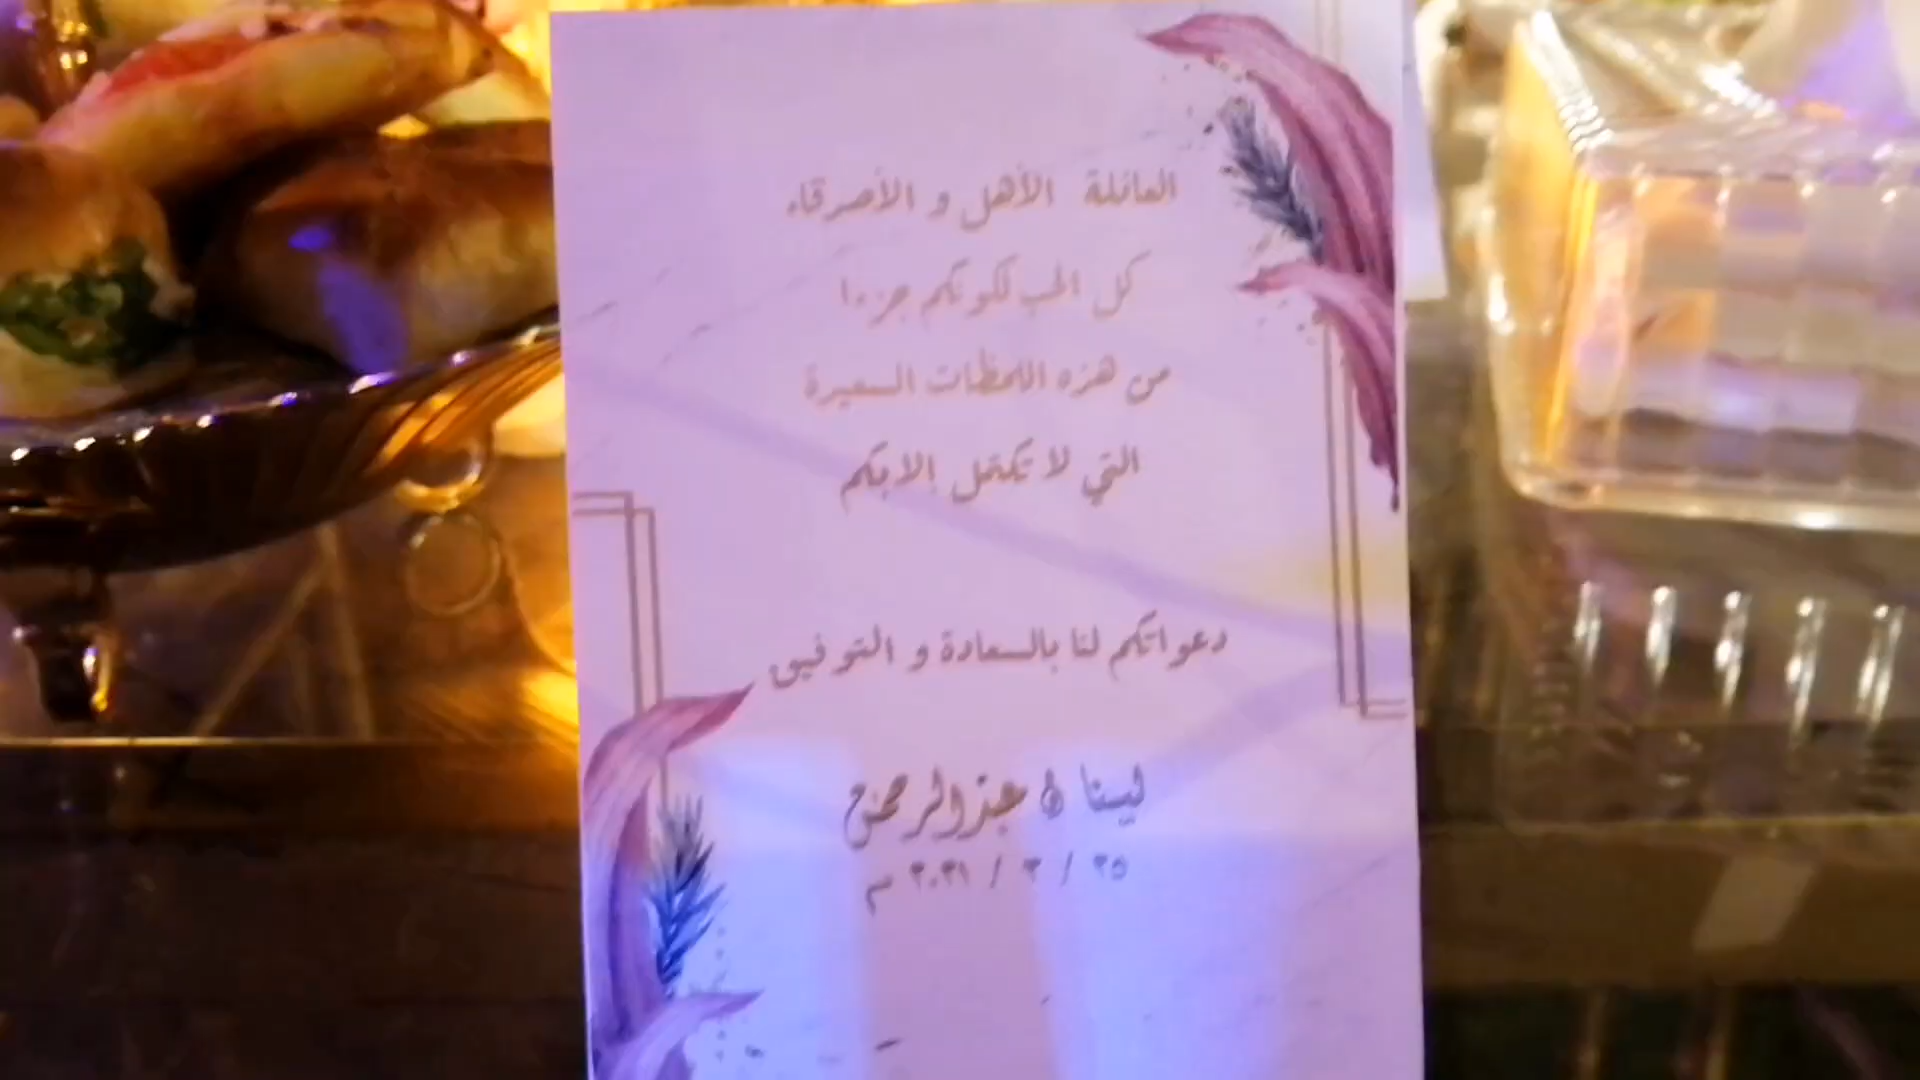 العائلة الأهل و الأصدقاء
كل الحب لكونكم جزءا
من هذه اللحظات السعيدة
التي لا تكتمل إلا بكم
دعواتكم لنا بالسعادة و التوفيق
لينا & عبدالرحمن
٢٥ / ٣ / ٢٠٢١ م